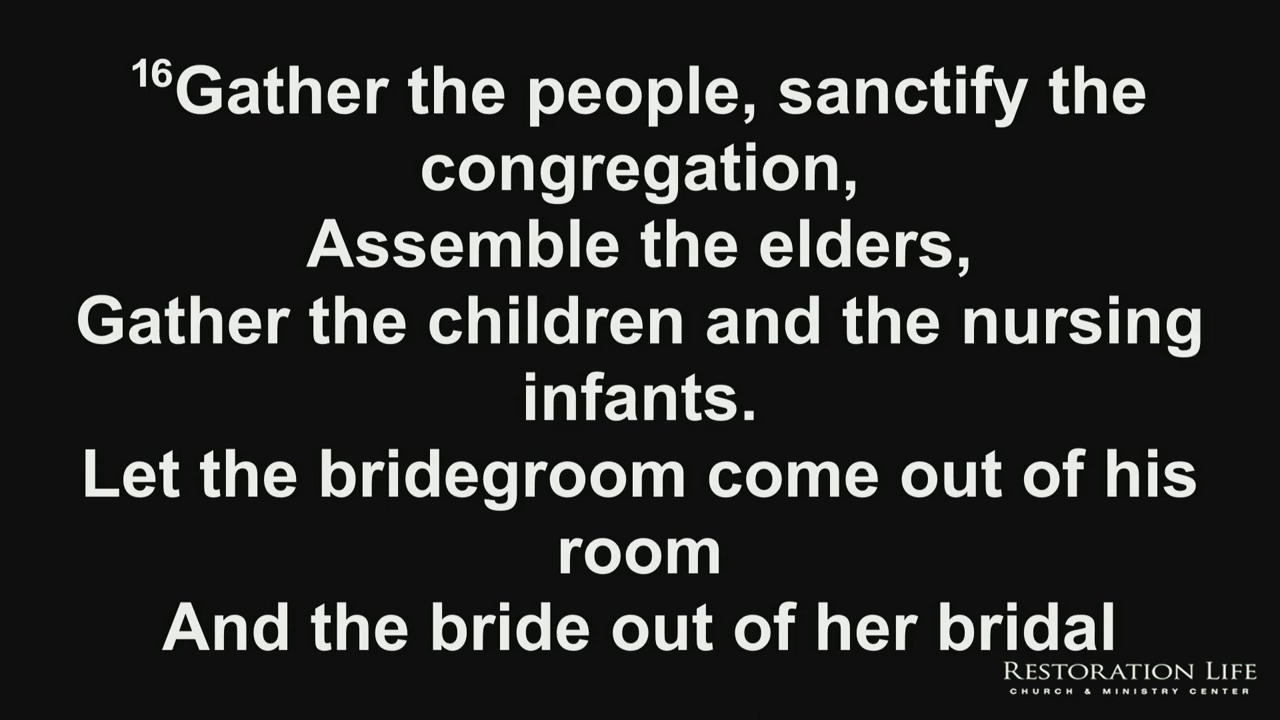 16Gather the people, sanctify the
congregation,
Assemble the elders,
Gather the children and the nursing
infants.
Let the bridegroom come out of his
room
And the bride out of her bridal
RESTORATION LIFE
CHURCH & MINISTRY CENTER